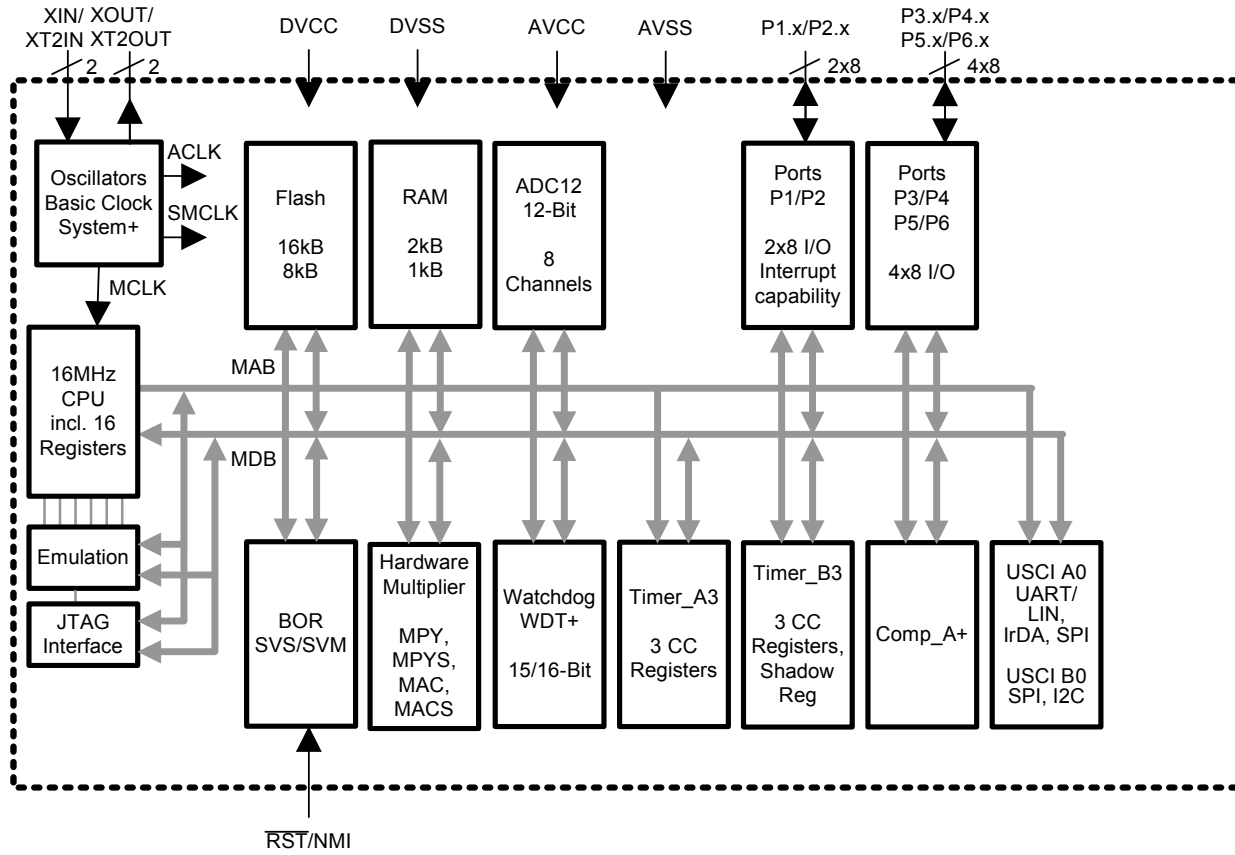 XIN/
XT2IN
XOUT/
XT2OUT
DVCC
DVSS
AVCC
AVSS
P1.x/P2.x
P3.x/P4.x
P5.x/P6.x
2
2
2x8
4x8
Oscillators
Basic Clock
System+
ACLK
SMCLK
MCLK
Flash
16kB
8kB
RAM
2kB
1kB
ADC12
12-Bit
8
Channels
Ports
P1/P2
2x8 I/O
Interrupt
capability
Ports
P3/P4
P5/P6
4x8 I/O
16MHz
CPU
incl. 16
Registers
MAB
MDB
Emulation
JTAG
Interface
BOR
SVS/SVM
Hardware
Multiplier
MPY,
MPYS,
MAC,
MACS
Watchdog
WDT+
15/16-Bit
Timer_A3
3 CC
Registers
Timer_B3
3 CC
Registers,
Shadow
Reg
Comp_A+
USCI A0
UART/
LIN,
IrDA, SPI
USCI B0
SPI, I2C
RST/NMI